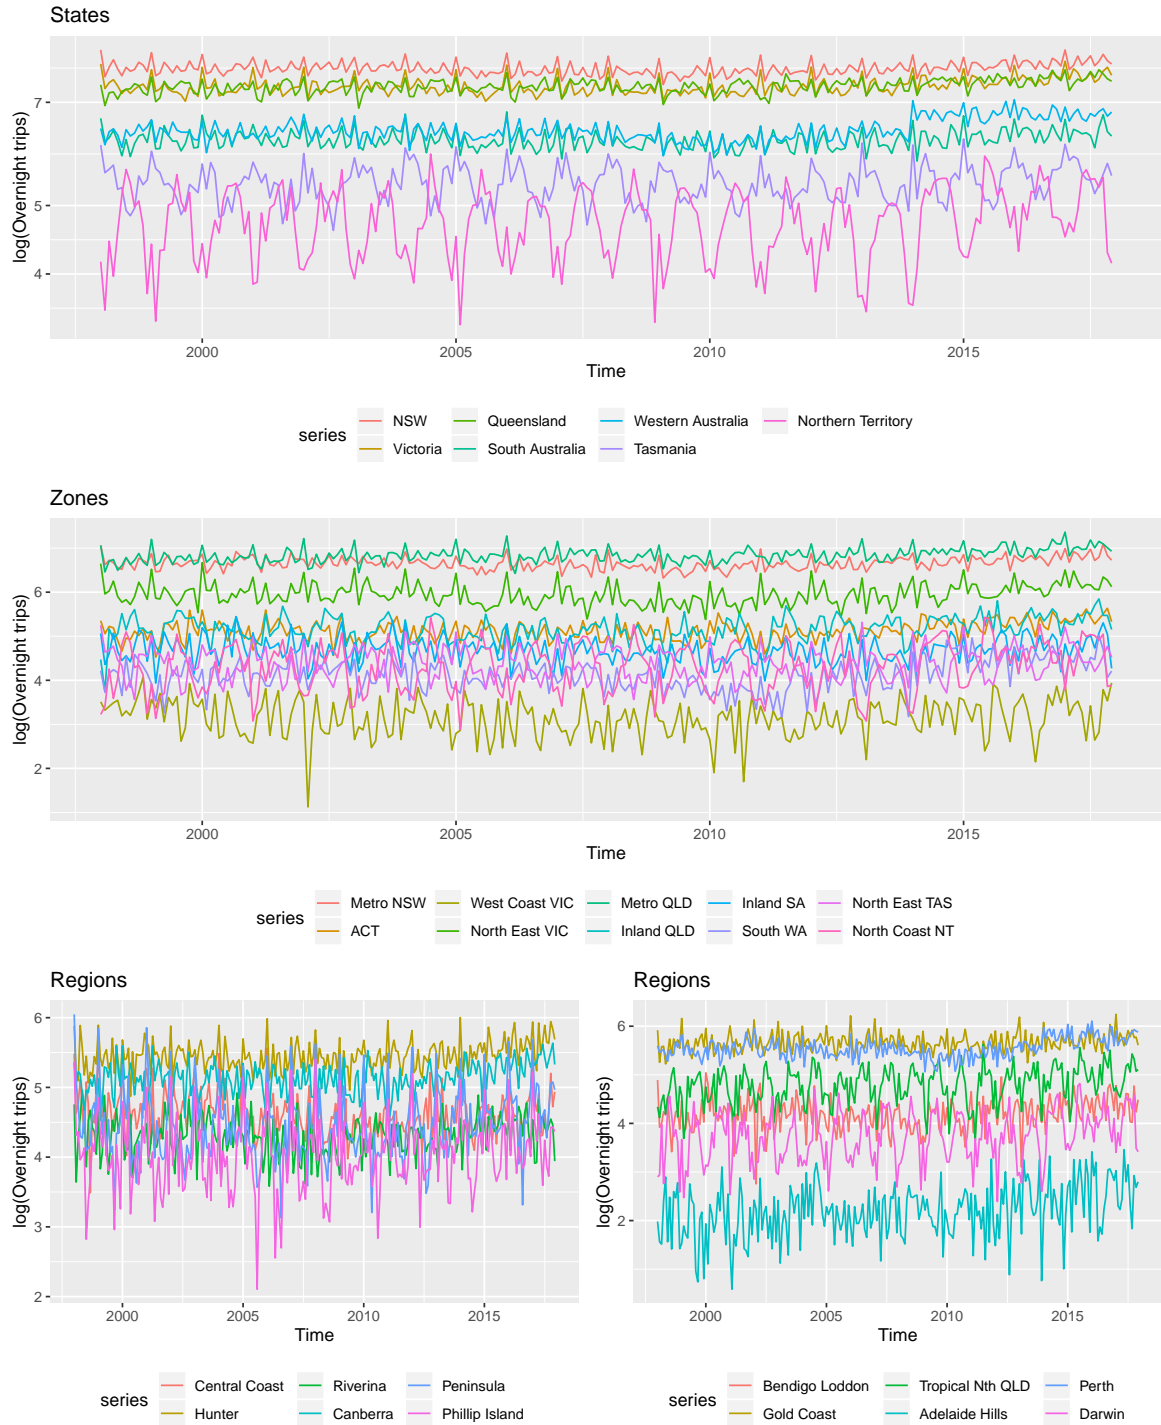 States
7
5
4
log(Overnight trips)
2000 2005 2010 2015
Time
series NSW Queensland Western Australia Northern Territory
Victoria South Australia Tasmania
Zones
6
4
2
log(Overnight trips)
2000 2005 2010 2015
Time
series Metro NSW West Coast VIC Metro QLD Inland SA North East TAS
ACT North East VIC Inland QLD South WA North Coast NT
Regions
6
5
4
3
2
log(Overnight trips)
2000 2005 2010 2015
Time
series Central Coast Riverina Peninsula
Hunter Canberra Phillip Island
Regions
6
4
2
log(Overnight trips)
2000 2005 2010 2015
Time
series Bendigo Loddon Tropical Nth QLD Perth
Gold Coast Adelaide Hills Darwin